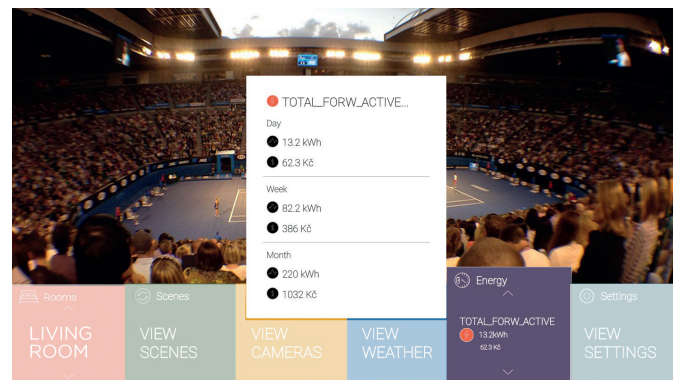 TOTAL_FORW_ACTIVE...
Day
13.2 kWh
62.3 Kč
Week
82.2 kWh
386 Kč
Month
220 kWh
1032 Kč
Rooms
LIVING
ROOM
Scenes
VIEW
SCENES
VIEW
CAMERAS
VIEW
WEATHER
Energy
TOTAL_FORW_ACTIVE
13.2kWh
62.3 Kč
Settings
VIEW
SETTINGS